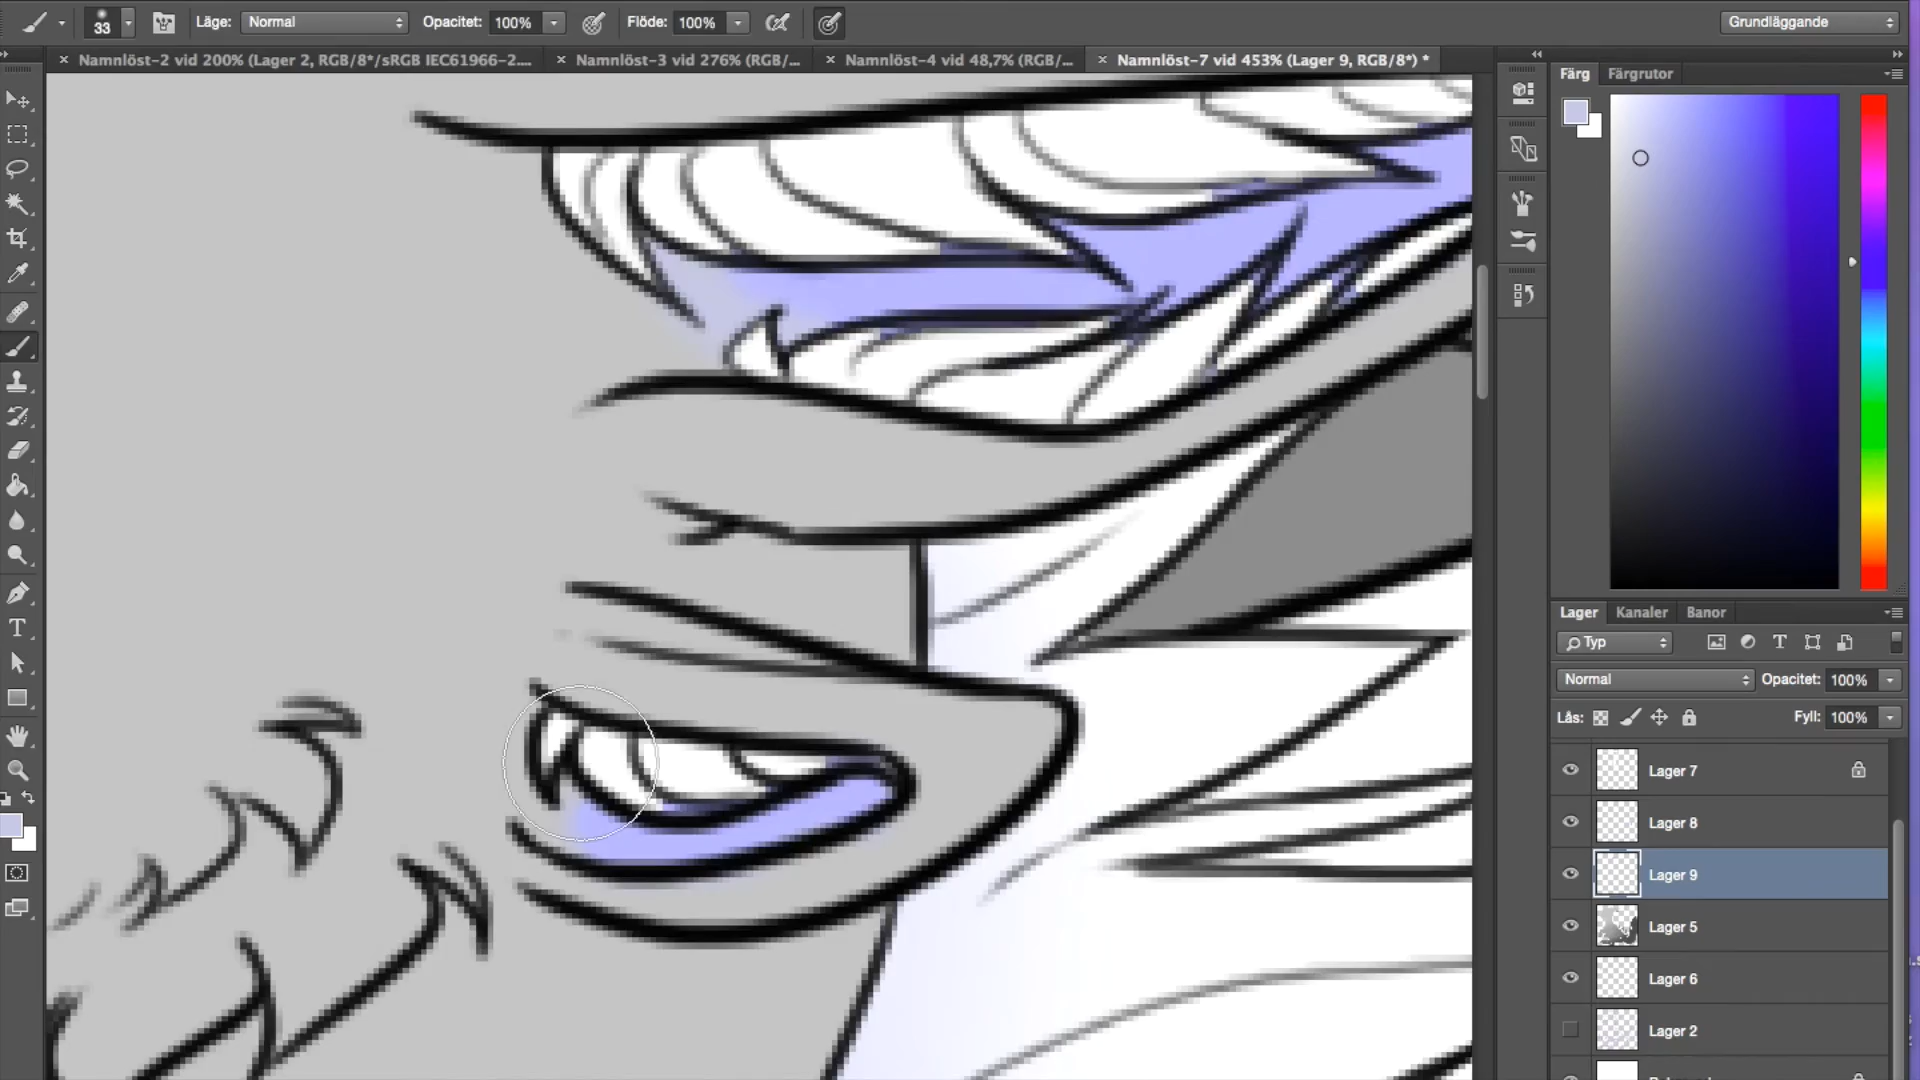 33 Läge: Normal Opacitet: 100% Flöde: 100% Grundläggande
Namnlöst-2 vid 200% (Lager 2, RGB/8*/sRGB IEC61966-2.... Namnlöst-3 vid 276% (RGB/... Namnlöst-4 vid 48,7% (RGB/... Namnlöst-7 vid 453% (Lager 9, RGB/8*) *
Färg Färgrutor
Lager Kanaler Banor
Typ
Normal Opacitet: 100%
Lås: Fyll: 100%
Lager 7
Lager 8
Lager 9
Lager 5
Lager 6
Lager 2